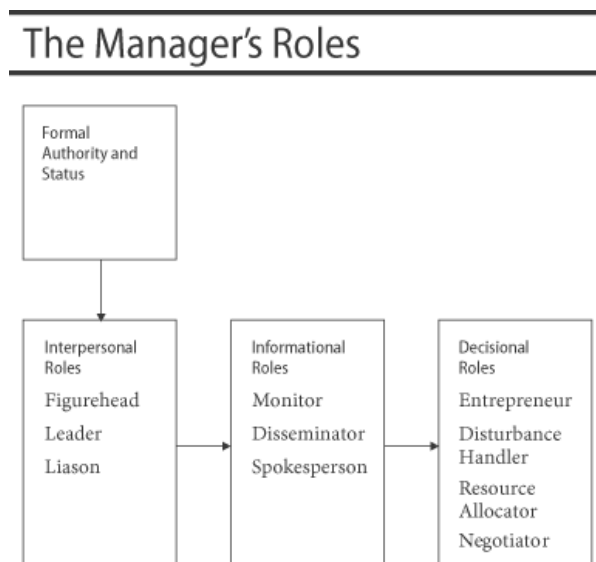 The Manager's Roles
Formal
Authority and
Status
Interpersonal
Roles
Figurehead
Leader
Liason
Informational
Roles
Monitor
Disseminator
Spokesperson
Decisional
Roles
Entrepreneur
Disturbance
Handler
Resource
Allocator
Negotiator